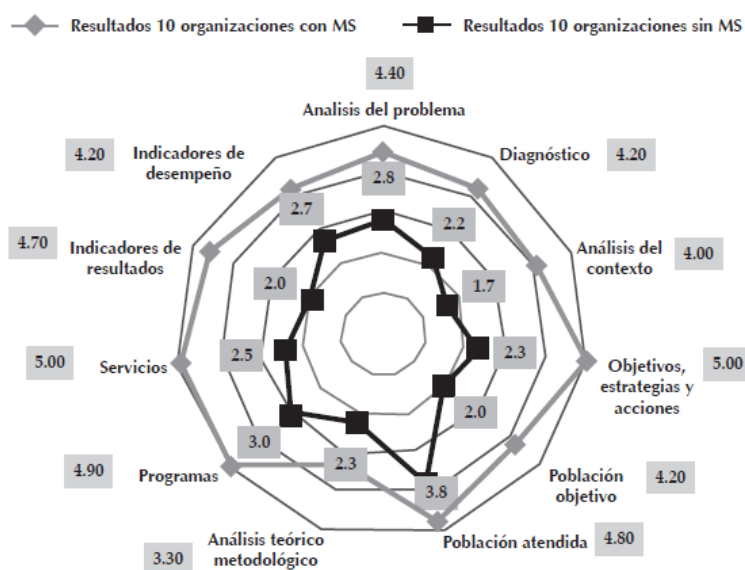 Resultados 10 organizaciones con MS
Resultados 10 organizaciones sin MS
4.40
Analisis del problema
4.20
Indicadores de
desempeño
Diagnóstico
4.20
2.8
2.7
2.2
4.70
Indicadores de
resultados
2.0
1.7
Análisis del
contexto
4.00
5.00
Servicios
2.5
2.3
Objetivos,
estrategias y
acciones
5.00
2.0
4.90
Programas
3.0
2.3
3.8
Población
objetivo
4.20
3.30
Análisis teórico
metodológico
Población atendida
4.80